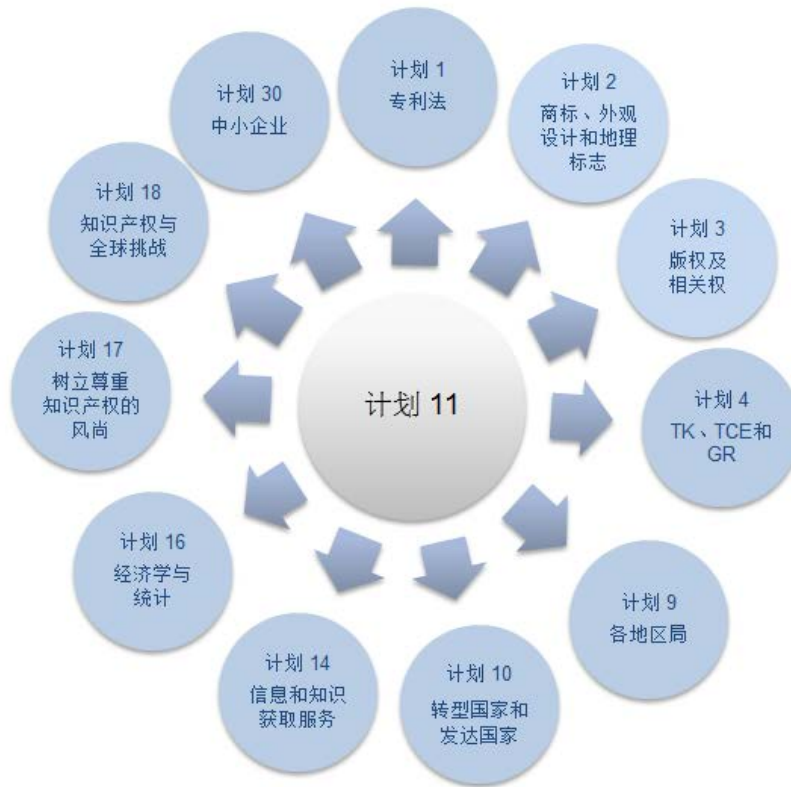 计划 1
专利法
计划 2
商标、外观
设计和地理
标志
计划 3
版权及
相关权
计划 4
TK、TCE和
GR
计划 9
各地区局
计划 10
转型国家和
发达国家
计划 14
信息和知识
获取服务
计划 16
经济学与
统计
计划 17
树立尊重
知识产权的
风尚
计划 18
知识产权与
全球挑战
计划 30
中小企业
计划 11